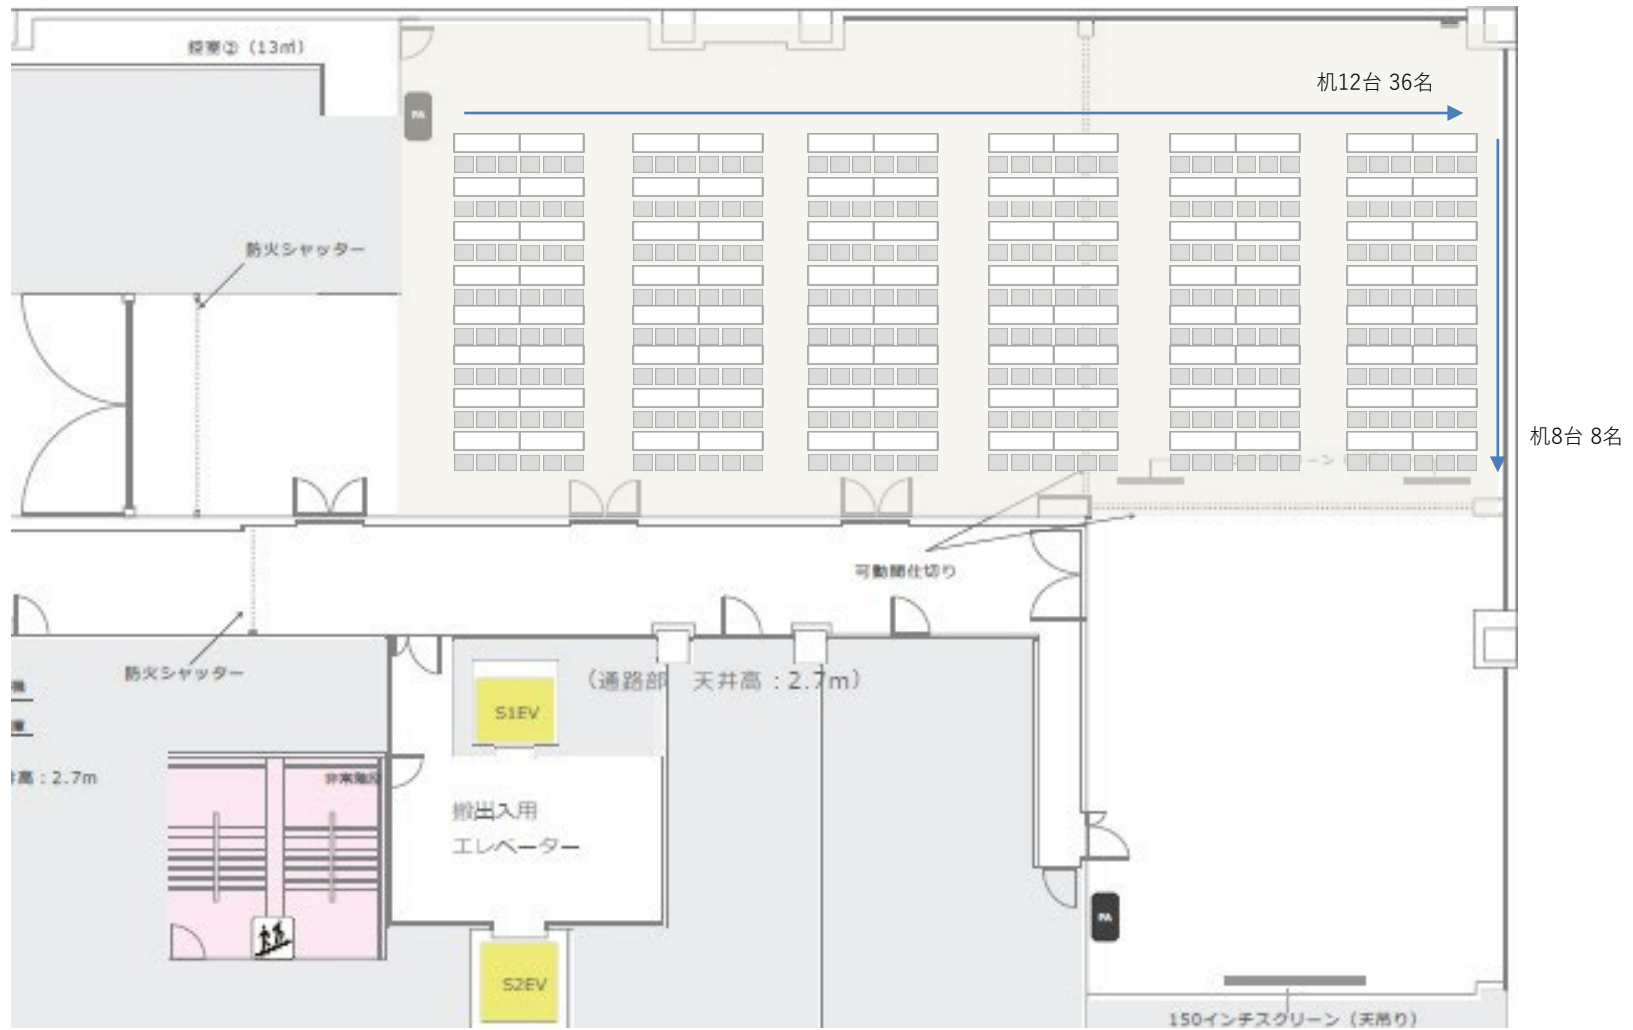 控室② (13㎡)
机12台 36名
PA
防火シャッター
机8台 8名
可動間仕切り
防火シャッター
(通路部 天井高：2.7m)
S1EV
井高：2.7m
非常階段
搬出入用
エレベーター
PA
S2EV
150インチスクリーン (天吊り)